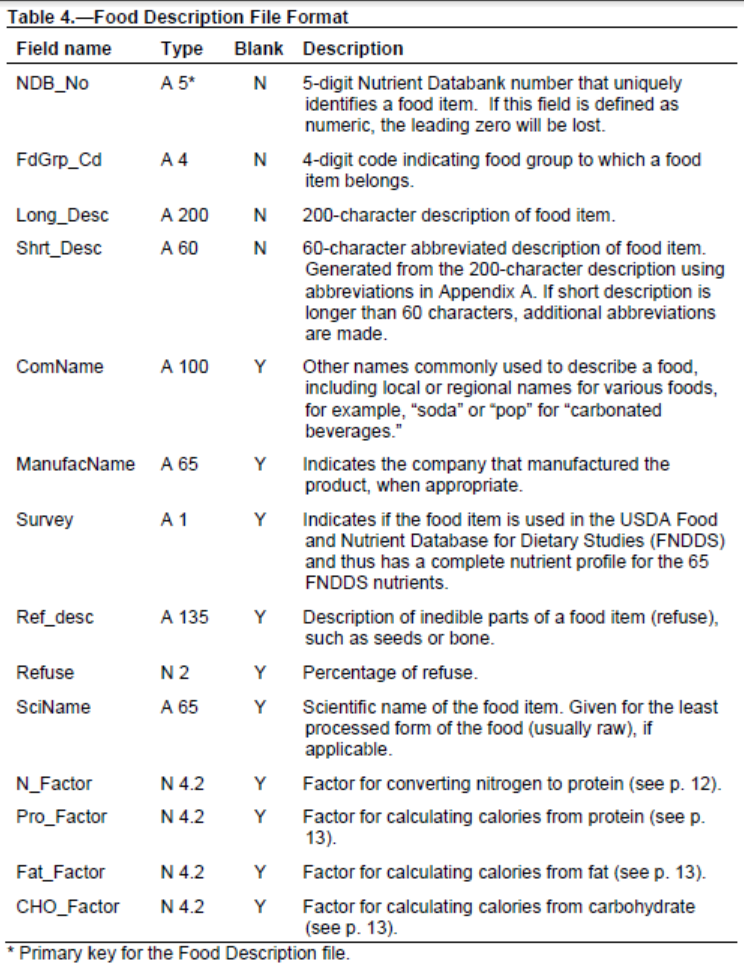 Table 4.—Food Description File Format
Field name Type Blank Description
NDB_No A 5* N 5-digit Nutrient Databank number that uniquely
identifies a food item. If this field is defined as
numeric, the leading zero will be lost.
FdGrp_Cd A 4 N 4-digit code indicating food group to which a food
item belongs.
Long_Desc A 200 N 200-character description of food item.
Shrt_Desc A 60 N 60-character abbreviated description of food item.
Generated from the 200-character description using
abbreviations in Appendix A. If short description is
longer than 60 characters, additional abbreviations
are made.
ComName A 100 Y Other names commonly used to describe a food,
including local or regional names for various foods,
for example, “soda” or “pop” for “carbonated
beverages.”
ManufacName A 65 Y Indicates the company that manufactured the
product, when appropriate.
Survey A 1 Y Indicates if the food item is used in the USDA Food
and Nutrient Database for Dietary Studies (FNDDS)
and thus has a complete nutrient profile for the 65
FNDDS nutrients.
Ref_desc A 135 Y Description of inedible parts of a food item (refuse),
such as seeds or bone.
Refuse N 2 Y Percentage of refuse.
SciName A 65 Y Scientific name of the food item. Given for the least
processed form of the food (usually raw), if
applicable.
N_Factor N 4.2 Y Factor for converting nitrogen to protein (see p. 12).
Pro_Factor N 4.2 Y Factor for calculating calories from protein (see p.
13).
Fat_Factor N 4.2 Y Factor for calculating calories from fat (see p. 13).
CHO_Factor N 4.2 Y Factor for calculating calories from carbohydrate
(see p. 13).
* Primary key for the Food Description file.